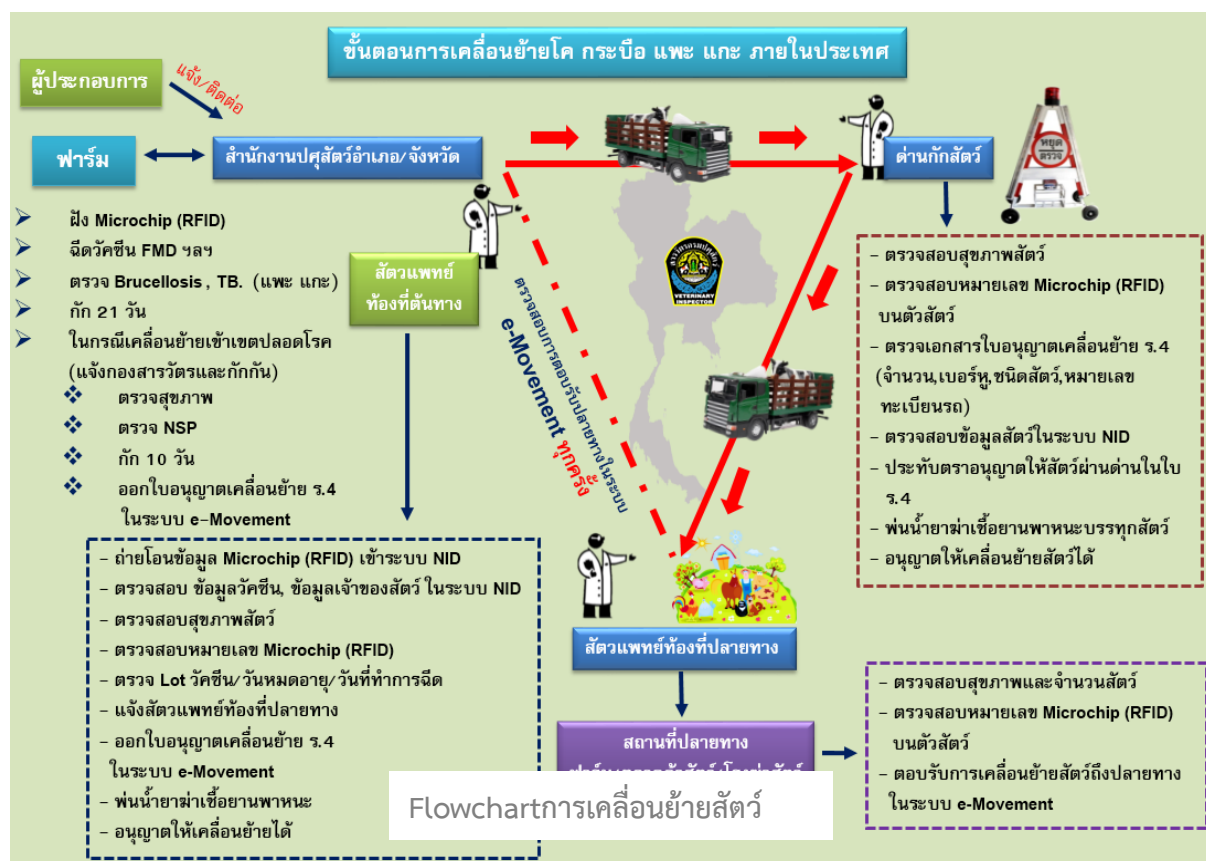 ขั้นตอนการเคลื่อนย้ายโค กระบือ แพะ แกะ ภายในประเทศ
ผู้ประกอบการ
แจ้ง/ติดต่อ
ฟาร์ม
สำนักงานปศุสัตว์อำเภอ/จังหวัด
ด่านกักสัตว์
หยุด
ตรวจ
ฝัง Microchip (RFID)
ฉีดวัคซีน FMD ฯลฯ
ตรวจ Brucellosis , TB. (แพะ แกะ)
กัก 21 วัน
ในกรณีเคลื่อนย้ายเข้าเขตปลอดโรค
(แจ้งกองสารวัตรและกักกัน)
ตรวจสุขภาพ
ตรวจ NSP
กัก 10 วัน
ออกใบอนุญาตเคลื่อนย้าย ร.4
ในระบบ e-Movement
สัตวแพทย์
ท้องที่ต้นทาง
- ถ่ายโอนข้อมูล Microchip (RFID) เข้าระบบ NID
- ตรวจสอบ ข้อมูลวัคซีน, ข้อมูลเจ้าของสัตว์ ในระบบ NID
- ตรวจสอบสุขภาพสัตว์
- ตรวจสอบหมายเลข Microchip (RFID)
- ตรวจ Lot วัคซีน/วันหมดอายุ/วันที่ทำการฉีด
- แจ้งสัตวแพทย์ท้องที่ปลายทาง
- ออกใบอนุญาตเคลื่อนย้าย ร.4
ในระบบ e-Movement
- พ่นน้ำยาฆ่าเชื้อยานพาหนะ
- อนุญาตให้เคลื่อนย้ายได้
ตรวจสอบการตอบรับปลายทางในระบบ
e-Movement ทุกครั้ง
สารวัตรกรมปศุสัตว์
VETERINARY
INSPECTOR
- ตรวจสอบสุขภาพสัตว์
- ตรวจสอบหมายเลข Microchip (RFID)
บนตัวสัตว์
- ตรวจเอกสารใบอนุญาตเคลื่อนย้าย ร.4
(จำนวน,เบอร์หู,ชนิดสัตว์,หมายเลข
ทะเบียนรถ)
- ตรวจสอบข้อมูลสัตว์ในระบบ NID
- ประทับตราอนุญาตให้สัตว์ผ่านด่านในใบ
ร.4
- พ่นน้ำยาฆ่าเชื้อยานพาหนะบรรทุกสัตว์
- อนุญาตให้เคลื่อนย้ายสัตว์ได้
สัตวแพทย์ท้องที่ปลายทาง
สถานที่ปลายทาง
- ตรวจสอบสุขภาพและจำนวนสัตว์
- ตรวจสอบหมายเลข Microchip (RFID)
บนตัวสัตว์
- ตอบรับการเคลื่อนย้ายสัตว์ถึงปลายทาง
ในระบบ e-Movement
Flowchartการเคลื่อนย้ายสัตว์